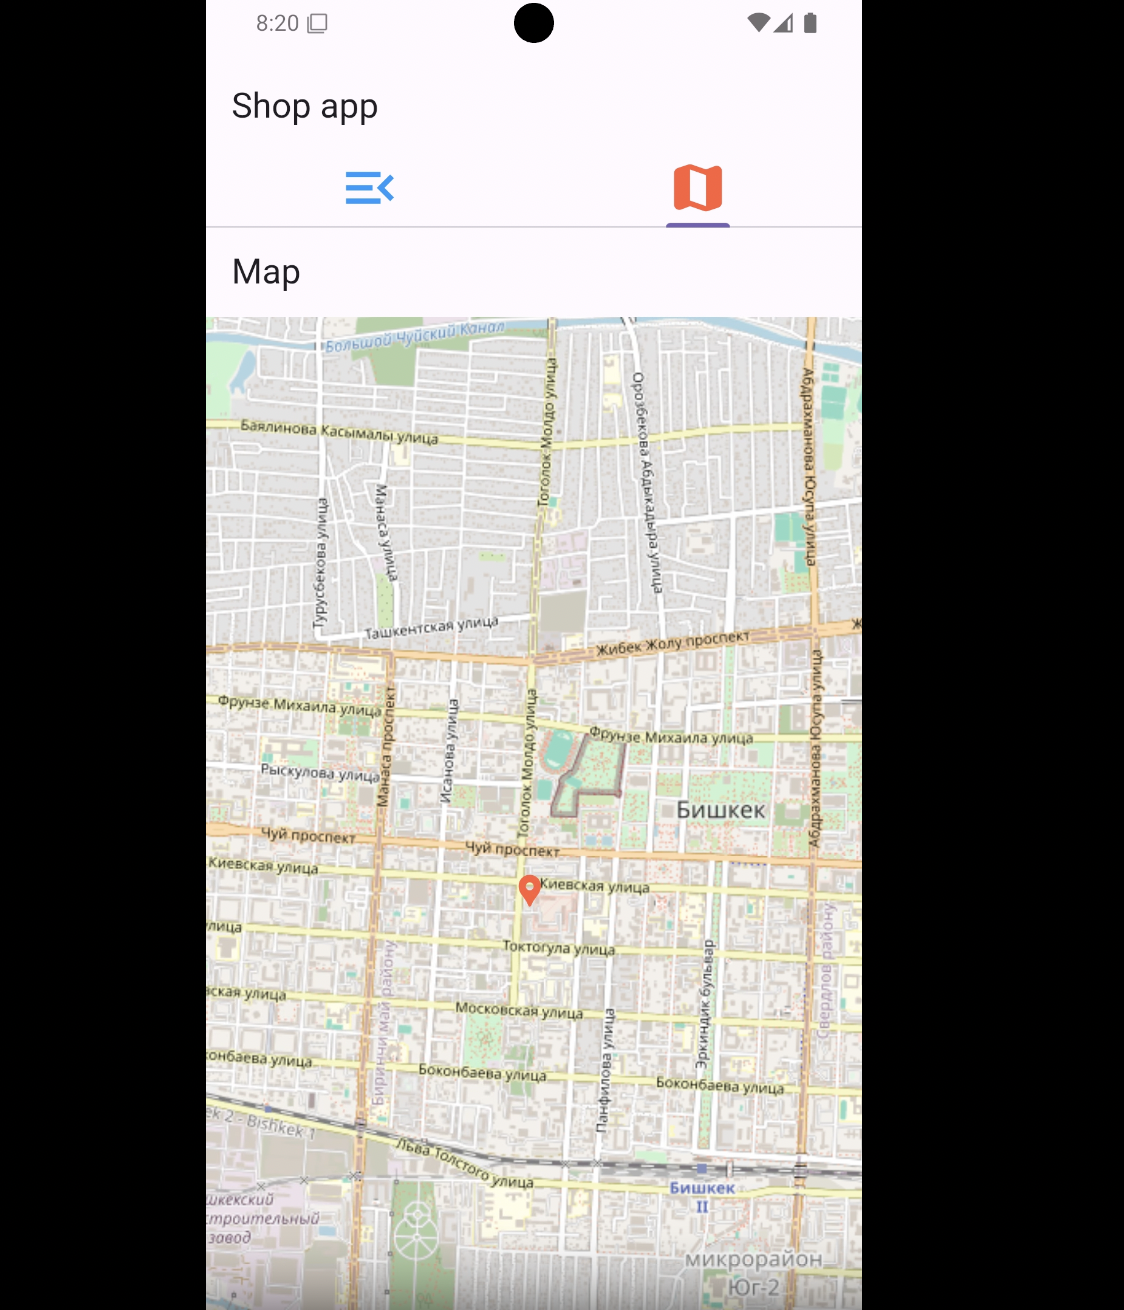 8:20
Shop app
Map
Большой Чуйский Канал
Баялинова Касымалы улица
Тоголок Молдо улица
Орозбекова Абдыкадыра улица
Абдрахманова Юсупа улица
Турусбекова улица
Манаса улица
Ташкентская улица
Жибек Жолу проспект
Ж
Фрунзе Михаила улица
Манаса проспект
Исанова улица
Тоголок Молдо улица
Фрунзе Михаила улица
Абдрахманова Юсупа улица
Рыскулова улица
Бишкек
Чуй проспект
Чуй проспект
Киевская улица
Киевская улица
лица
Токтогула улица
Биринчи май району
Эркиндик бульвар
Свердлов району
ская улица
Московская улица
Панфилова улица
конбаева улица
Боконбаева улица
Боконбаева улица
ek 2 - Bishkek 1
Льва Толстого улица
Бишкек
II
шкекский
строительный
завод
микрорайон
Юг-2